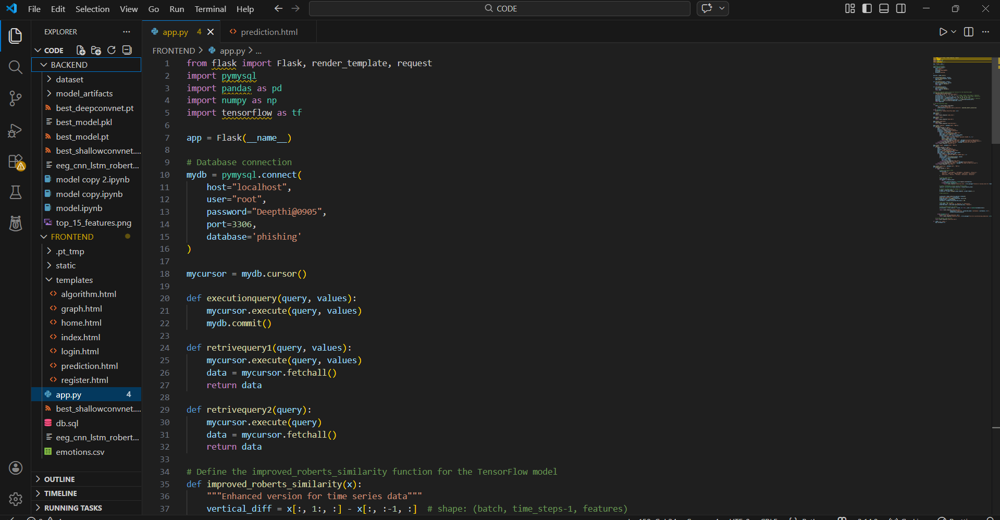 File Edit Selection View Go Run Terminal Help
CODE
EXPLORER
CODE
BACKEND
dataset
model_artifacts
best_deepconvnet.pt
best_model.pkl
best_model.pt
best_shallowconvnet....
eeg_cnn_lstm_robert...
model copy 2.ipynb
model copy.ipynb
model.ipynb
top_15_features.png
FRONTEND
.pt_tmp
static
templates
algorithm.html
graph.html
home.html
index.html
login.html
prediction.html
register.html
app.py 4
best_shallowconvnet....
db.sql
eeg_cnn_lstm_robert...
emotions.csv
OUTLINE
TIMELINE
RUNNING TASKS
app.py 4
prediction.html
FRONTEND > app.py > ...
1 from flask import Flask, render_template, request
2 import pymysql
3 import pandas as pd
4 import numpy as np
5 import tensorflow as tf
6
7 app = Flask(__name__)
8
9 # Database connection
10 mydb = pymysql.connect(
11     host="localhost",
12     user="root",
13     password="Deepthi@0905",
14     port=3306,
15     database='phishing'
16 )
17
18 mycursor = mydb.cursor()
19
20 def executionquery(query, values):
21     mycursor.execute(query, values)
22     mydb.commit()
23
24 def retrivequery1(query, values):
25     mycursor.execute(query, values)
26     data = mycursor.fetchall()
27     return data
28
29 def retrivequery2(query):
30     mycursor.execute(query)
31     data = mycursor.fetchall()
32     return data
33
34 # Define the improved_roberts_similarity function for the TensorFlow model
35 def improved_roberts_similarity(x):
36     """Enhanced version for time series data"""
37     vertical_diff = x[:, 1:, :] - x[:, :-1, :]  # shape: (batch, time_steps-1, features)